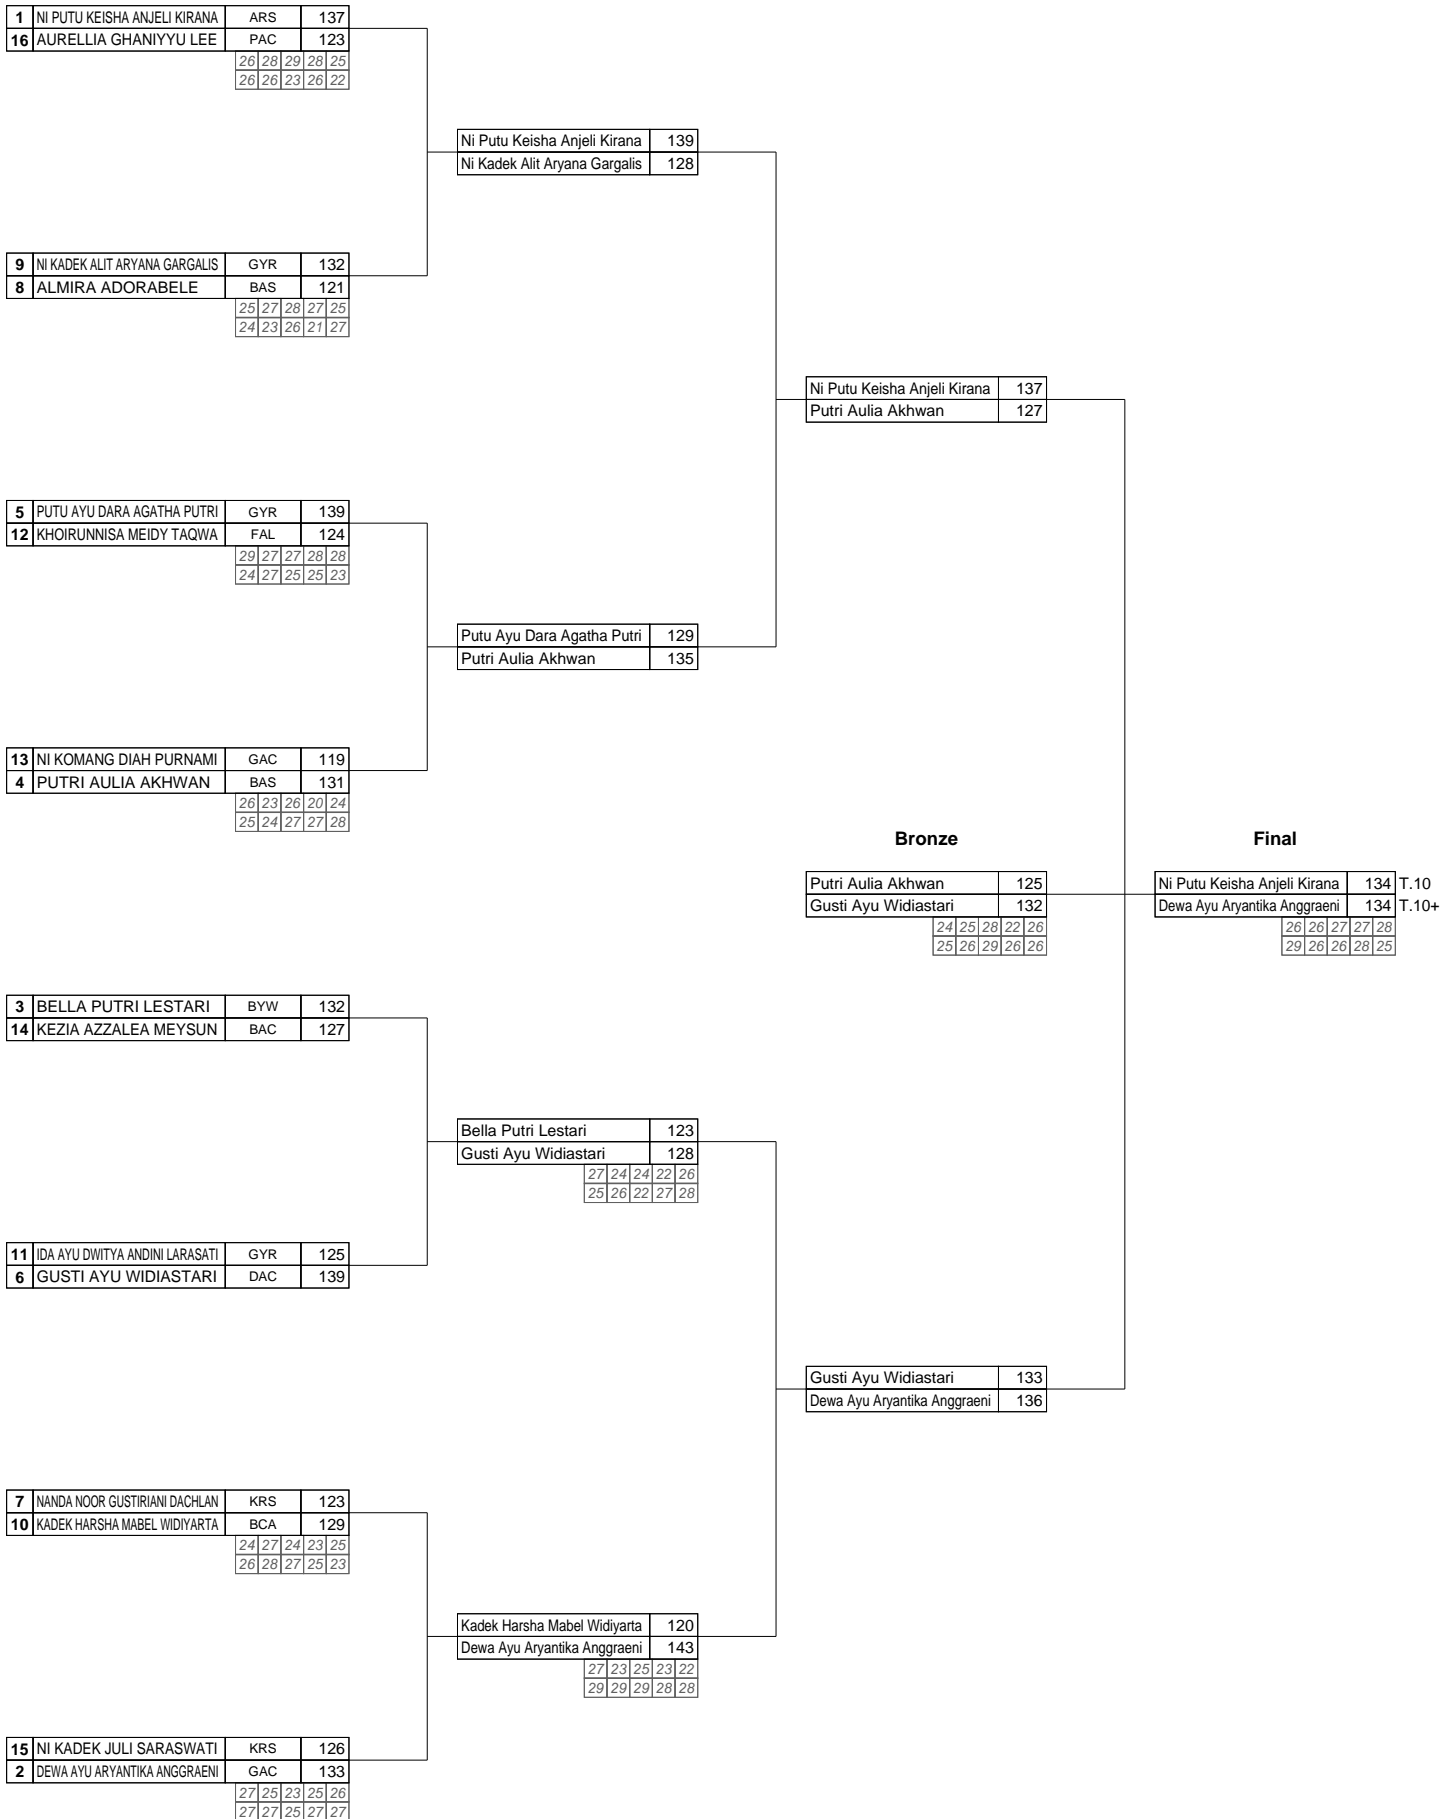 1 NI PUTU KEISHA ANJELI KIRANA ARS 137
16 AURELLIA GHANIYYU LEE PAC 123
26 28 29 28 25
26 26 23 26 22
Ni Putu Keisha Anjeli Kirana 139
Ni Kadek Alit Aryana Gargalis 128
9 NI KADEK ALIT ARYANA GARGALIS GYR 132
8 ALMIRA ADORABELE BAS 121
25 27 28 27 25
24 23 26 21 27
Ni Putu Keisha Anjeli Kirana 137
Putri Aulia Akhwan 127
5 PUTU AYU DARA AGATHA PUTRI GYR 139
12 KHOIRUNNISA MEIDY TAQWA FAL 124
29 27 27 28 28
24 27 25 25 23
Putu Ayu Dara Agatha Putri 129
Putri Aulia Akhwan 135
13 NI KOMANG DIAH PURNAMI GAC 119
4 PUTRI AULIA AKHWAN BAS 131
26 23 26 20 24
25 24 27 27 28
Bronze Final
Putri Aulia Akhwan 125 Ni Putu Keisha Anjeli Kirana 134 T.10
Gusti Ayu Widiastari 132 Dewa Ayu Aryantika Anggraeni 134 T.10+
24 25 28 22 26 26 26 27 27 28
25 26 29 26 26 29 26 26 28 25
3 BELLA PUTRI LESTARI BYW 132
14 KEZIA AZZALEA MEYSUN BAC 127
Bella Putri Lestari 123
Gusti Ayu Widiastari 128
27 24 24 22 26
25 26 22 27 28
11 IDA AYU DWITYA ANDINI LARASATI GYR 125
6 GUSTI AYU WIDIASTARI DAC 139
Gusti Ayu Widiastari 133
Dewa Ayu Aryantika Anggraeni 136
7 NANDA NOOR GUSTIRIANI DACHLAN KRS 123
10 KADEK HARSHA MABEL WIDIYARTA BCA 129
24 27 24 23 25
26 28 27 25 23
Kadek Harsha Mabel Widiyarta 120
Dewa Ayu Aryantika Anggraeni 143
27 23 25 23 22
29 29 29 28 28
15 NI KADEK JULI SARASWATI KRS 126
2 DEWA AYU ARYANTIKA ANGGRAENI GAC 133
27 25 23 25 26
27 27 25 27 27